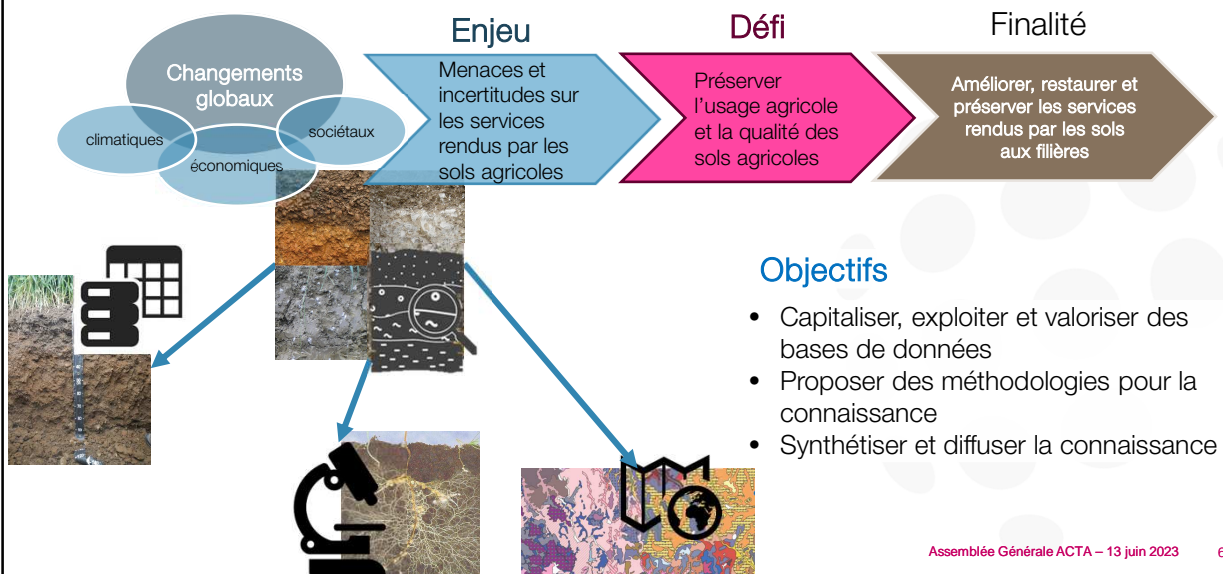 Changements
globaux
climatiques
économiques
sociétaux
Enjeu
Menaces et
incertitudes sur
les services
rendus par les
sols agricoles
Défi
Préserver
l'usage agricole
et la qualité des
sols agricoles
Finalité
Améliorer, restaurer et
préserver les services
rendus par les sols
aux filières
Objectifs
• Capitaliser, exploiter et valoriser des
bases de données
• Proposer des méthodologies pour la
connaissance
• Synthétiser et diffuser la connaissance
Assemblée Générale ACTA – 13 juin 2023 6